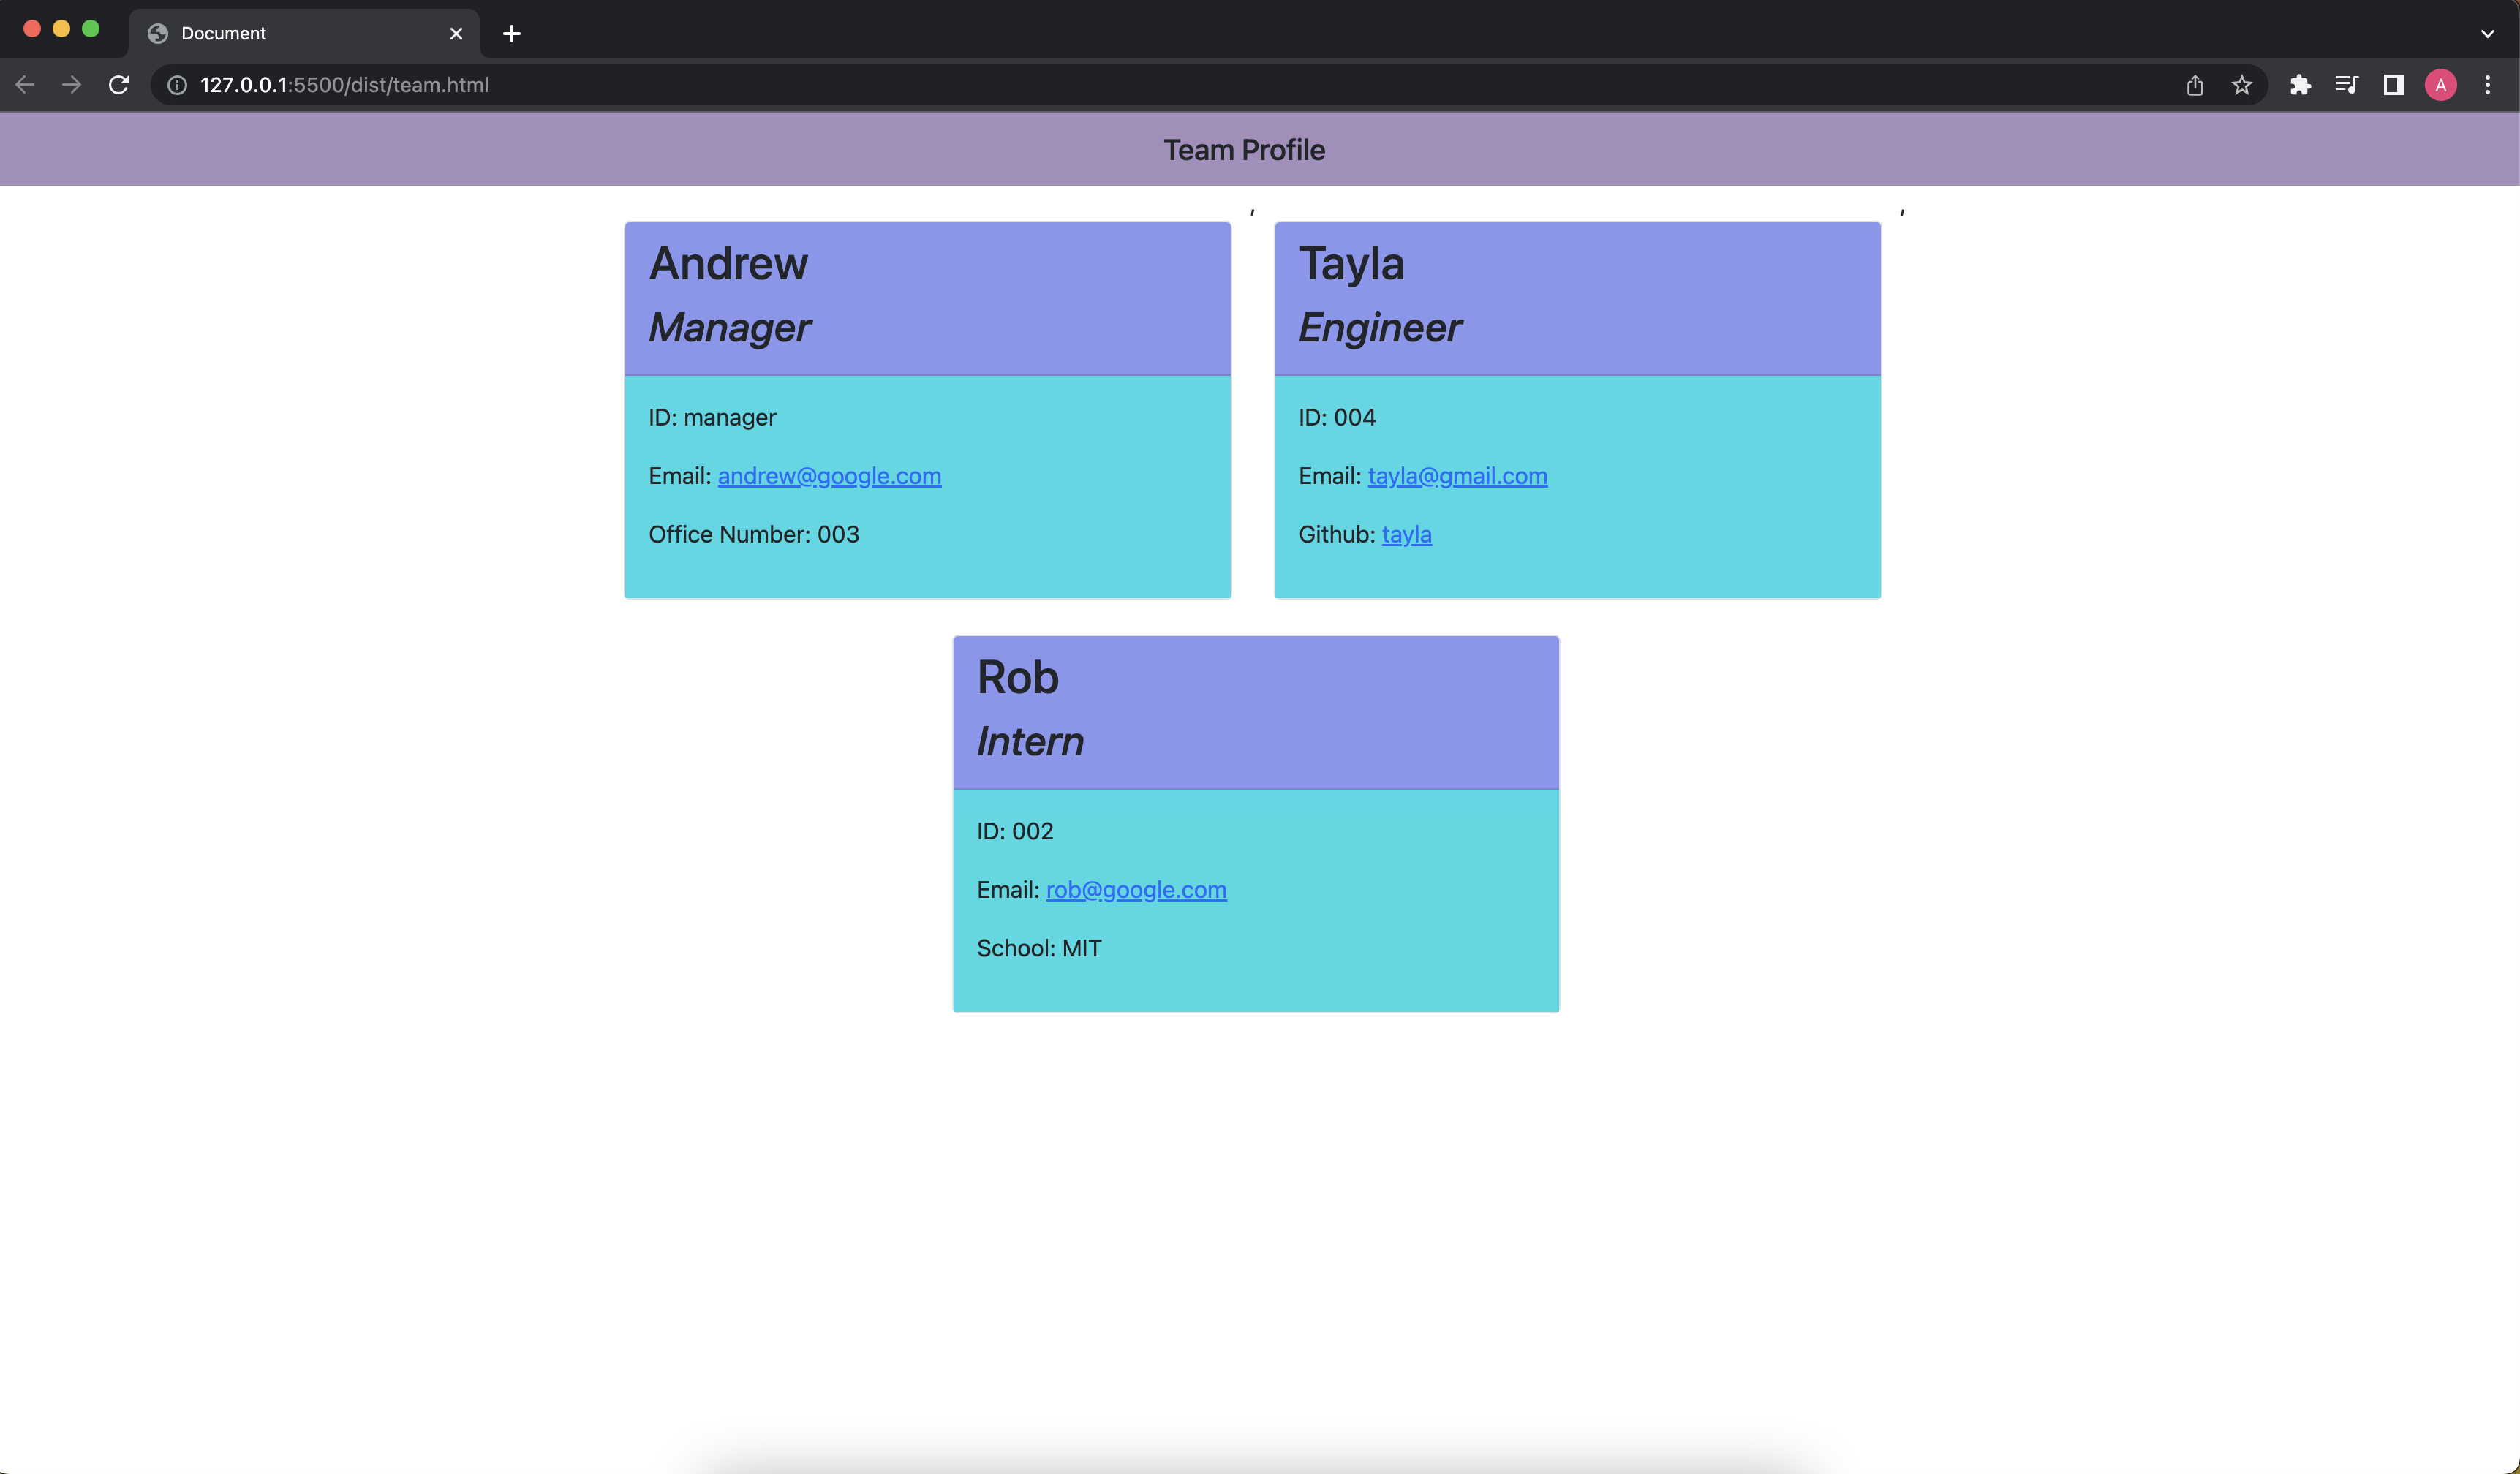 Document
127.0.0.1:5500/dist/team.html
A
Team Profile
, ,
Andrew
Manager
ID: manager
Email: andrew@google.com
Office Number: 003
Tayla
Engineer
ID: 004
Email: tayla@gmail.com
Github: tayla
Rob
Intern
ID: 002
Email: rob@google.com
School: MIT